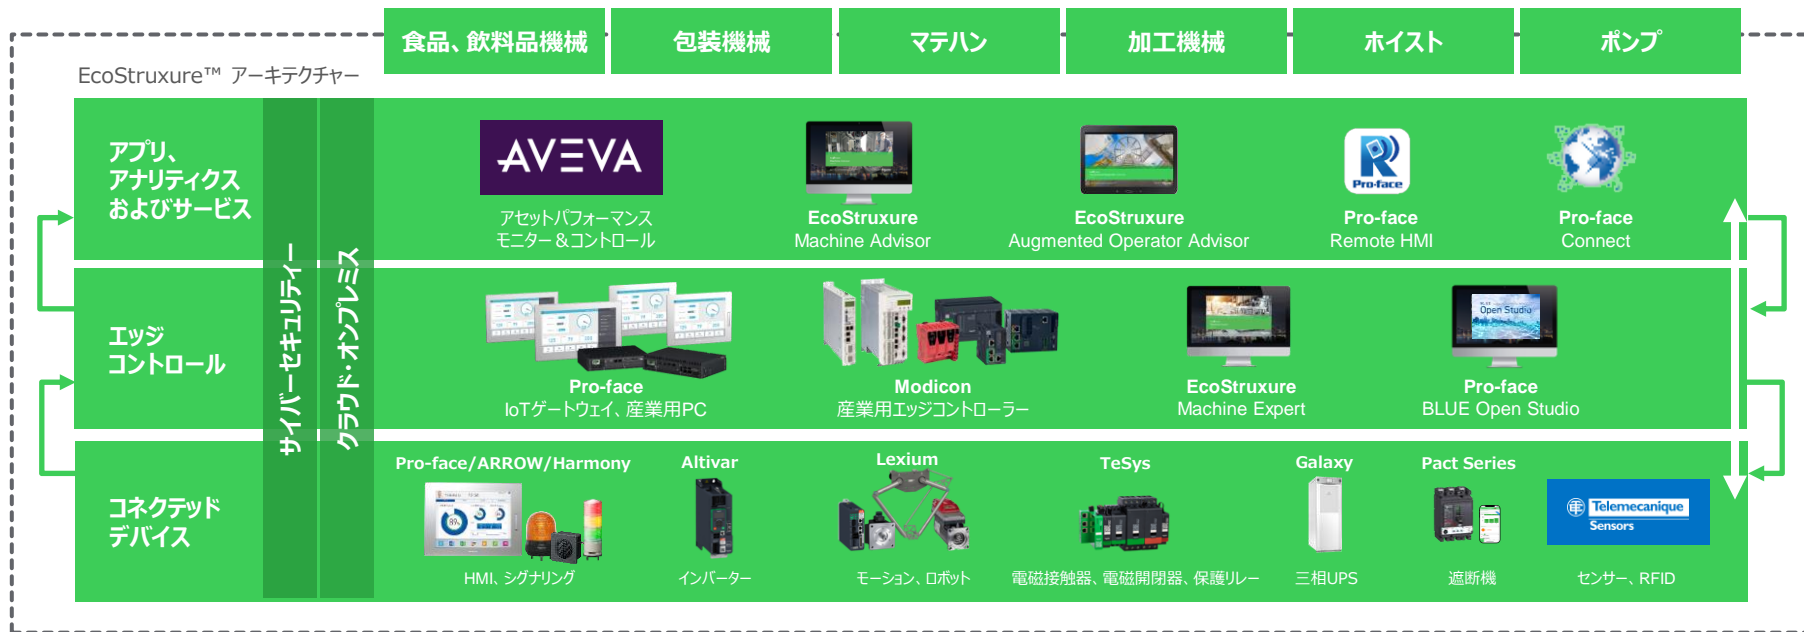 食品、飲料品機械
包装機械
マテハン
加工機械
ホイスト
ポンプ
EcoStruxure™ アーキテクチャー
アプリ、
アナリティクス
およびサービス
サイバーセキュリティー
クラウド・オンプレミス
AVEVA
アセットパフォーマンス
モニター＆コントロール
EcoStruxure
Machine Advisor
EcoStruxure
Augmented Operator Advisor
Pro-face
Pro-face
Remote HMI
Pro-face
Connect
エッジ
コントロール
Pro-face
IoTゲートウェイ、産業用PC
Modicon
産業用エッジコントローラー
EcoStruxure
Machine Expert
BLUE
Open Studio
Pro-face
BLUE Open Studio
コネクテッド
デバイス
Pro-face/ARROW/Harmony
89%
HMI、シグナリング
Altivar
インバーター
Lexium
モーション、ロボット
TeSys
電磁接触器、電磁開閉器、保護リレー
Galaxy
三相UPS
Pact Series
遮断機
Telemecanique
Sensors
センサー、RFID